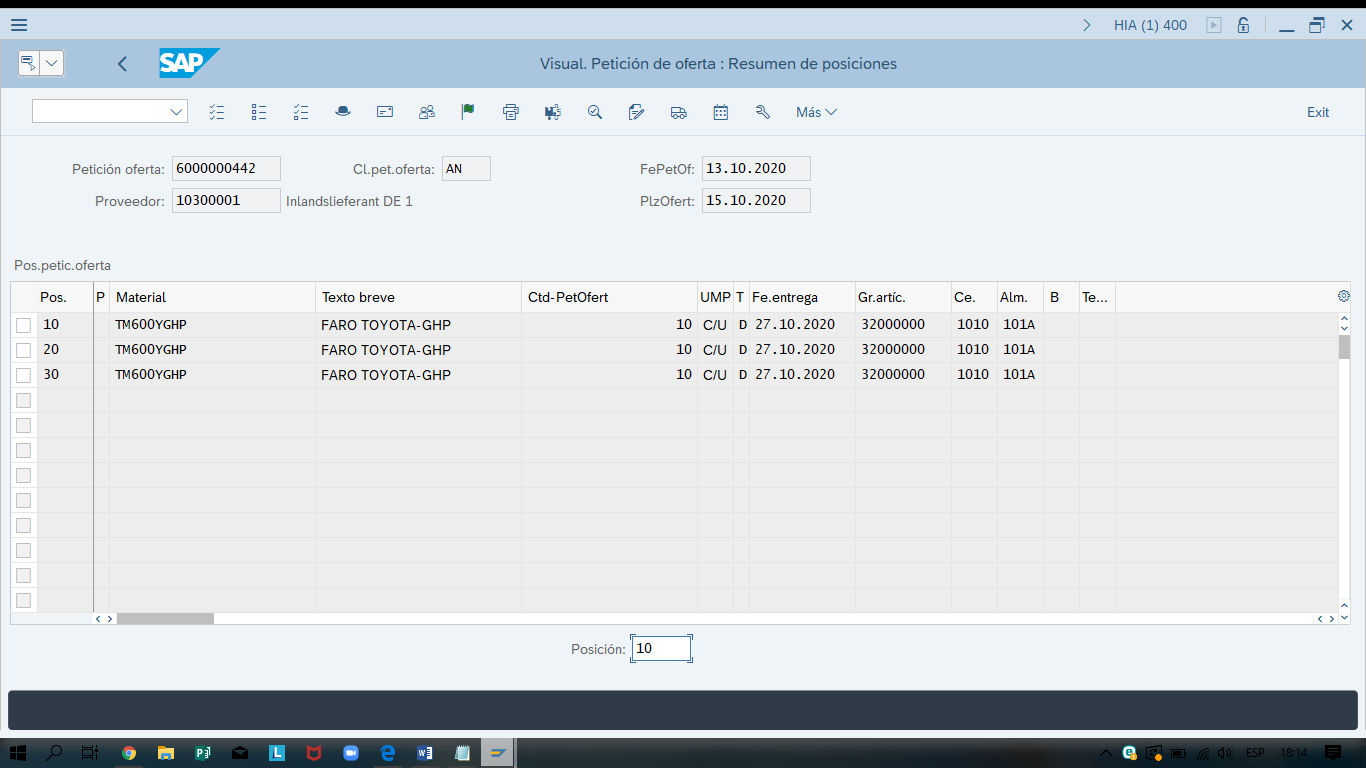 HIA (1) 400
SAP Visual. Petición de oferta : Resumen de posiciones
Más Exit
Petición oferta: 6000000442 Cl.pet.oferta: AN FePetOf: 13.10.2020
Proveedor: 10300001 Inlandslieferant DE 1 PlzOfert: 15.10.2020
Pos.petic.oferta
Pos. P Material Texto breve Ctd-PetOfert UMP T Fe.entrega Gr.artíc. Ce. Alm. B Te...
10 TM600YGHP FARO TOYOTA-GHP 10 C/U D 27.10.2020 32000000 1010 101A
20 TM600YGHP FARO TOYOTA-GHP 10 C/U D 27.10.2020 32000000 1010 101A
30 TM600YGHP FARO TOYOTA-GHP 10 C/U D 27.10.2020 32000000 1010 101A
Posición: 10
ESP 18:14